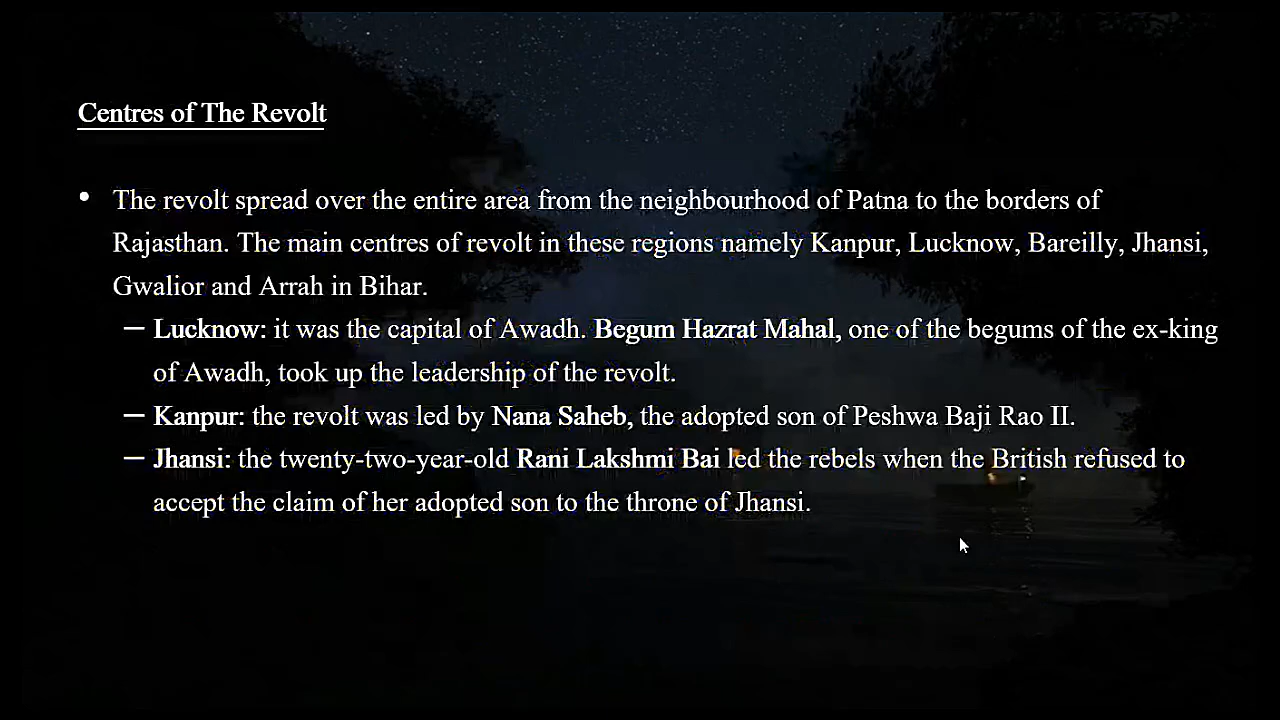 Centres of The Revolt
• The revolt spread over the entire area from the neighbourhood of Patna to the borders of
Rajasthan. The main centres of revolt in these regions namely Kanpur, Lucknow, Bareilly, Jhansi,
Gwalior and Arrah in Bihar.
– Lucknow: it was the capital of Awadh. Begum Hazrat Mahal, one of the begums of the ex-king
of Awadh, took up the leadership of the revolt.
– Kanpur: the revolt was led by Nana Saheb, the adopted son of Peshwa Baji Rao II.
– Jhansi: the twenty-two-year-old Rani Lakshmi Bai led the rebels when the British refused to
accept the claim of her adopted son to the throne of Jhansi.